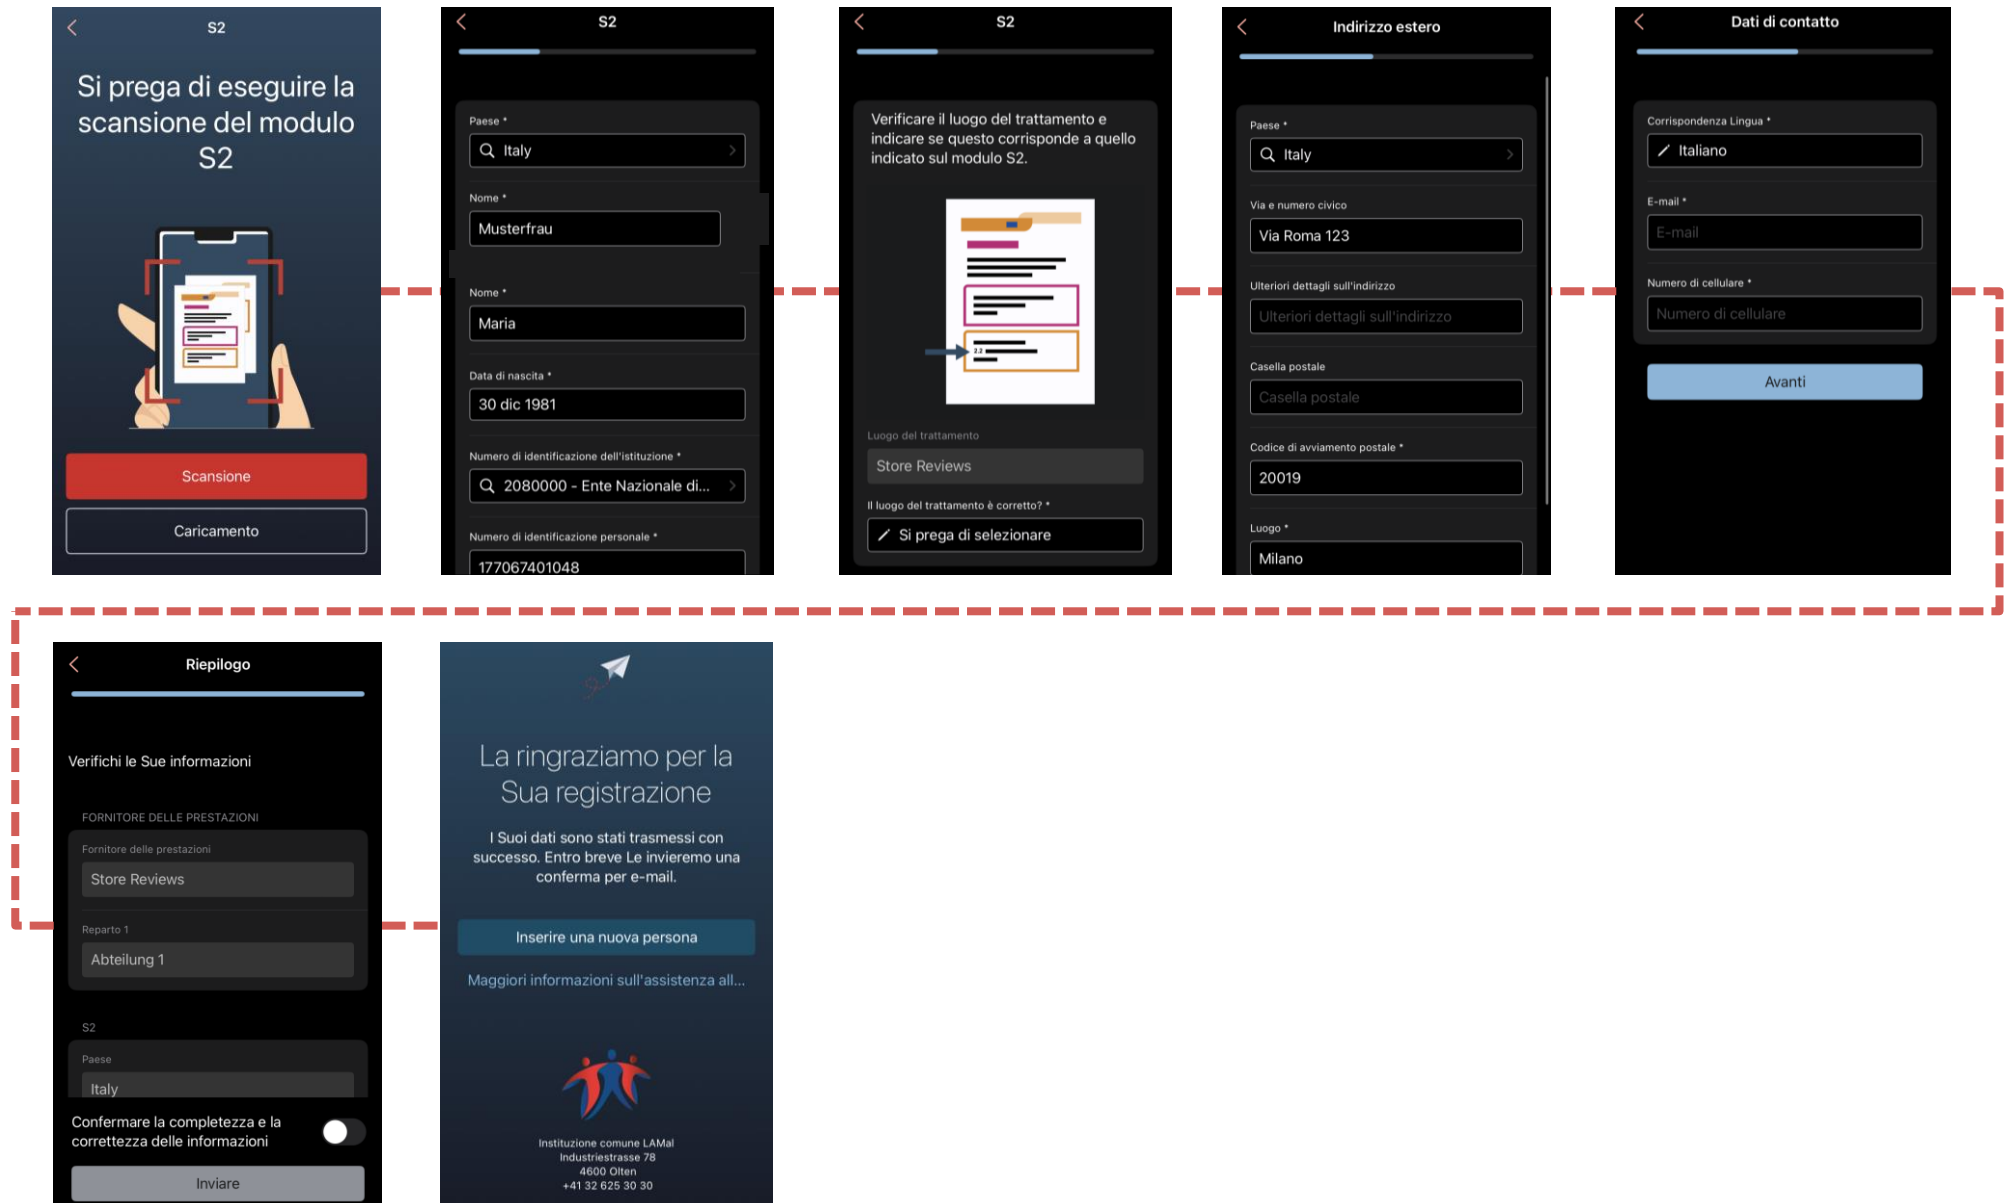 S2
Si prega di eseguire la
scansione del modulo
S2
Scansione
Caricamento
S2
Paese *
Italy
Nome *
Musterfrau
Nome *
Maria
Data di nascita *
30 dic 1981
Numero di identificazione dell'istituzione *
2080000 - Ente Nazionale di...
Numero di identificazione personale *
177067401048
S2
Verificare il luogo del trattamento e
indicare se questo corrisponde a quello
indicato sul modulo S2.
2.2
Luogo del trattamento
Store Reviews
Il luogo del trattamento è corretto? *
Si prega di selezionare
Indirizzo estero
Paese *
Italy
Via e numero civico
Via Roma 123
Ulteriori dettagli sull'indirizzo
Ulteriori dettagli sull'indirizzo
Casella postale
Casella postale
Codice di avviamento postale *
20019
Luogo *
Milano
Dati di contatto
Corrispondenza Lingua *
Italiano
E-mail *
E-mail
Numero di cellulare *
Numero di cellulare
Avanti
Riepilogo
Verifichi le Sue informazioni
FORNITORE DELLE PRESTAZIONI
Fornitore delle prestazioni
Store Reviews
Reparto 1
Abteilung 1
S2
Paese
Italy
Confermare la completezza e la
correttezza delle informazioni
Inviare
La ringraziamo per la
Sua registrazione
I Suoi dati sono stati trasmessi con
successo. Entro breve Le invieremo una
conferma per e-mail.
Inserire una nuova persona
Maggiori informazioni sull'assistenza all...
Instituzione comune LAMal
Industriestrasse 78
4600 Olten
+41 32 625 30 30